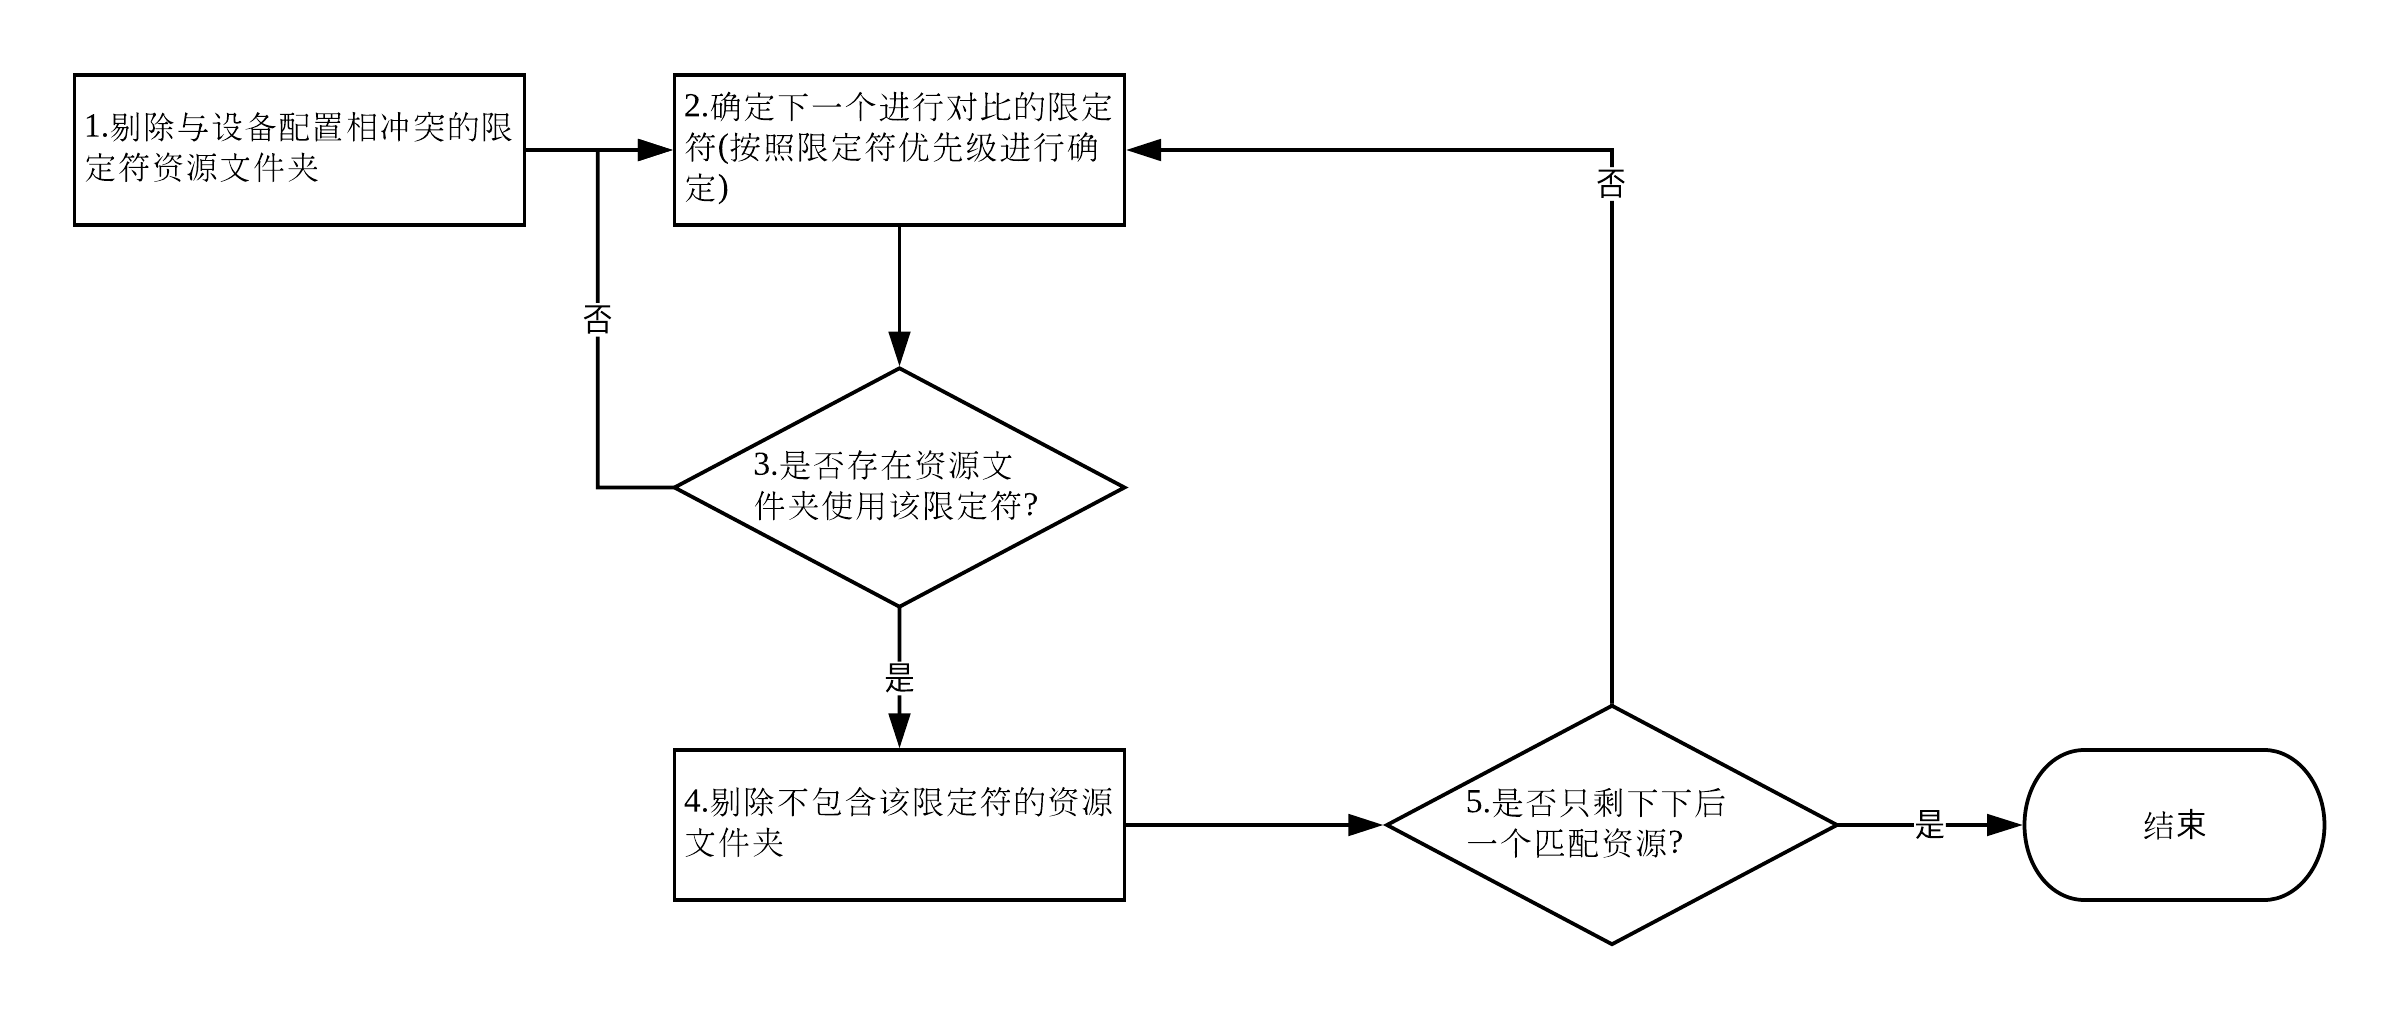 1.剔除与设备配置相冲突的限
定符资源文件夹
2.确定下一个进行对比的限定
符(按照限定符优先级进行确
定)
否
否
3.是否存在资源文
件夹使用该限定符?
是
4.剔除不包含该限定符的资源
文件夹
5.是否只剩下下后
一个匹配资源?
是
结束